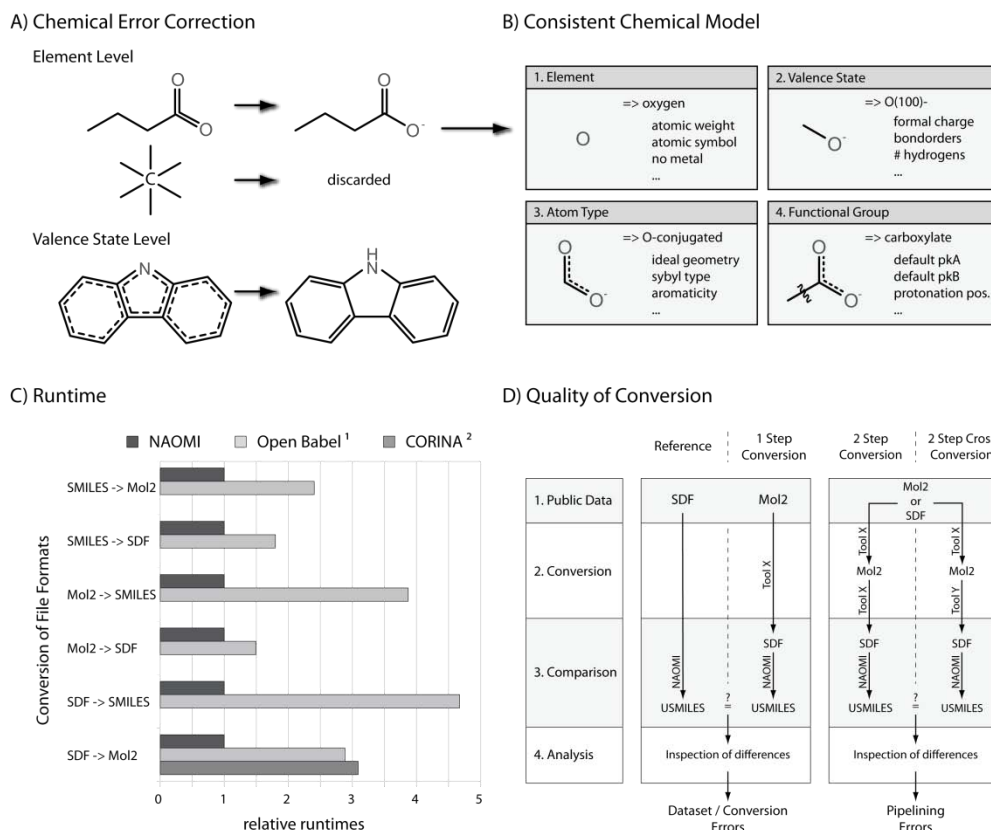 A) Chemical Error Correction
Element Level
O
O
O
O-
C
discarded
Valence State Level
N
H
N
B) Consistent Chemical Model
1. Element
=> oxygen
O
atomic weight
atomic symbol
no metal
...
2. Valence State
=> O(100)-
O-
formal charge
bondorders
# hydrogens
...
3. Atom Type
=> O-conjugated
O
O-
ideal geometry
sybyl type
aromaticity
...
4. Functional Group
=> carboxylate
O
O-
default pkA
default pkB
protonation pos.
...
C) Runtime
NAOMI
Open Babel 1
CORINA 2
Conversion of File Formats
SMILES -> Mol2
SMILES -> SDF
Mol2 -> SMILES
Mol2 -> SDF
SDF -> SMILES
SDF -> Mol2
0 1 2 3 4 5
relative runtimes
D) Quality of Conversion
Reference
1 Step
Conversion
2 Step
Conversion
2 Step Cross
Conversion
1. Public Data
SDF
Mol2
Mol2
or
SDF
2. Conversion
Tool X
Tool X
Tool X
Mol2
Mol2
Tool X
Tool Y
3. Comparison
SDF
SDF
SDF
NAOMI
NAOMI
NAOMI
NAOMI
USMILES
?
=
USMILES
USMILES
?
=
USMILES
4. Analysis
Inspection of differences
Inspection of differences
Dataset / Conversion
Errors
Pipelining
Errors